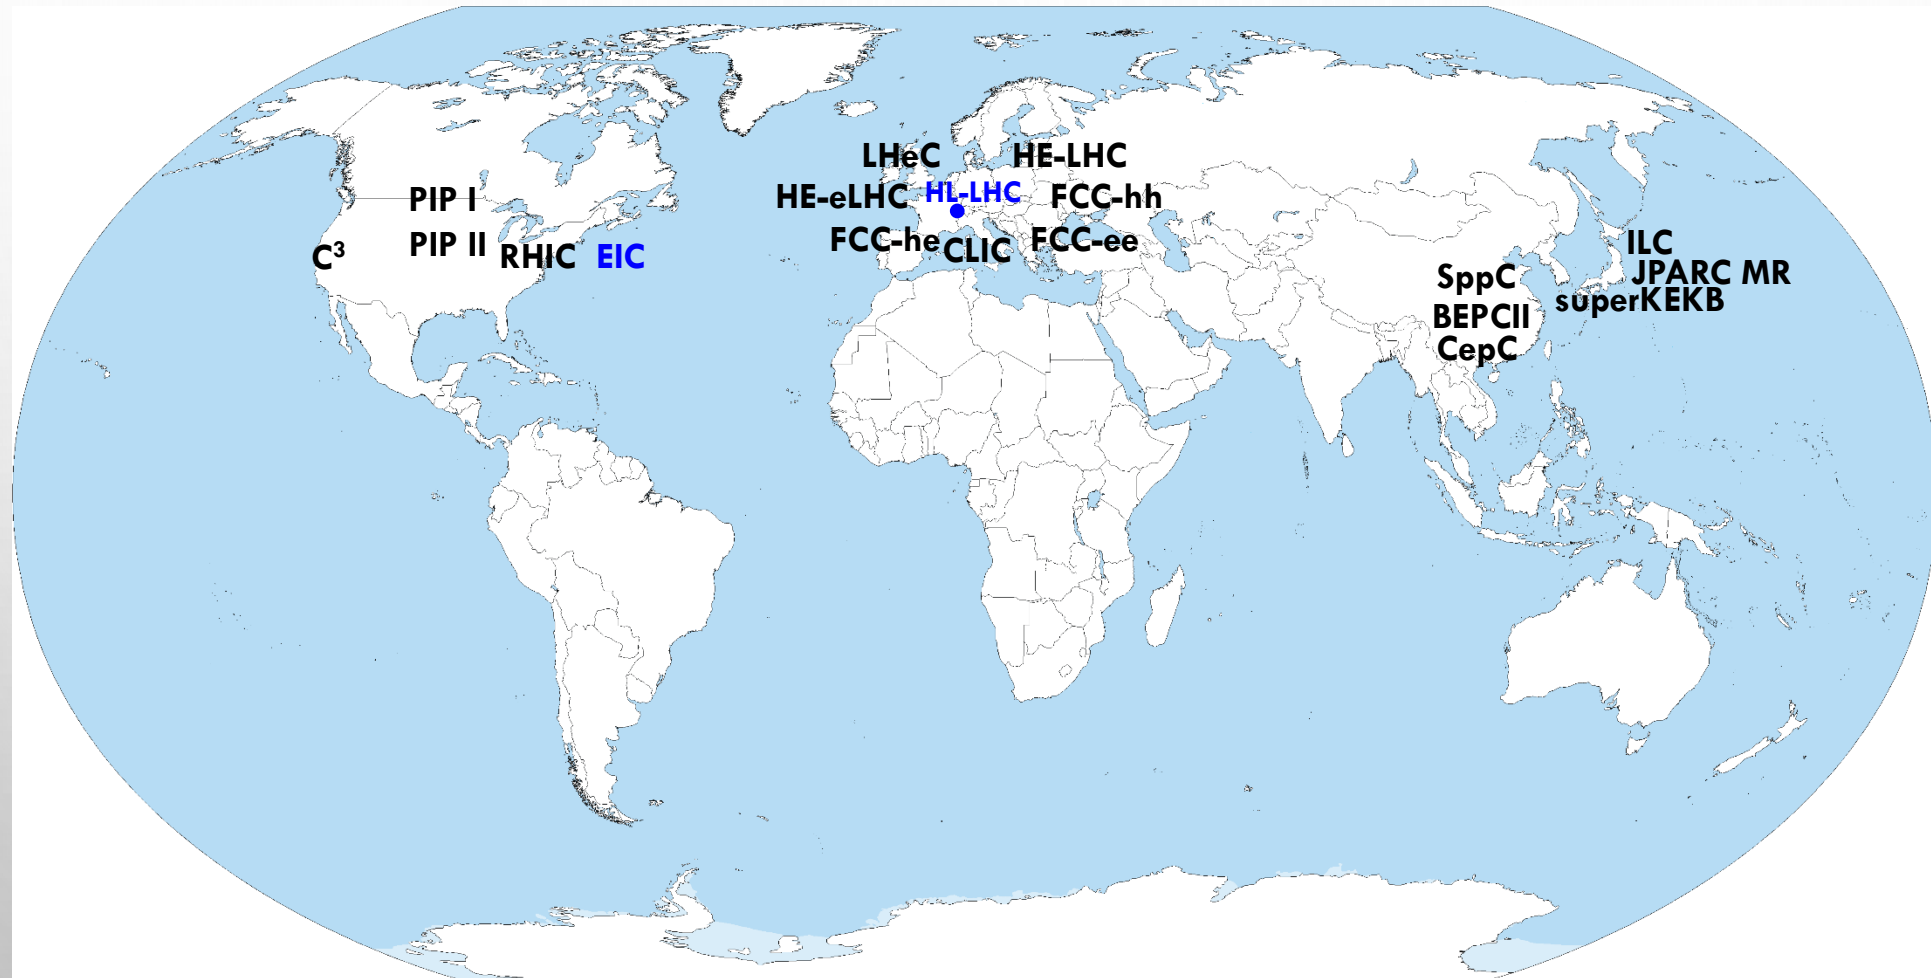 PIP I
PIP II
C³
RHIC
EIC
LHeC
HE-LHC
HE-eLHC
HL-LHC
FCC-hh
FCC-he
CLIC
FCC-ee
ILC
JPARC MR
superKEKB
SppC
BEPCII
CepC